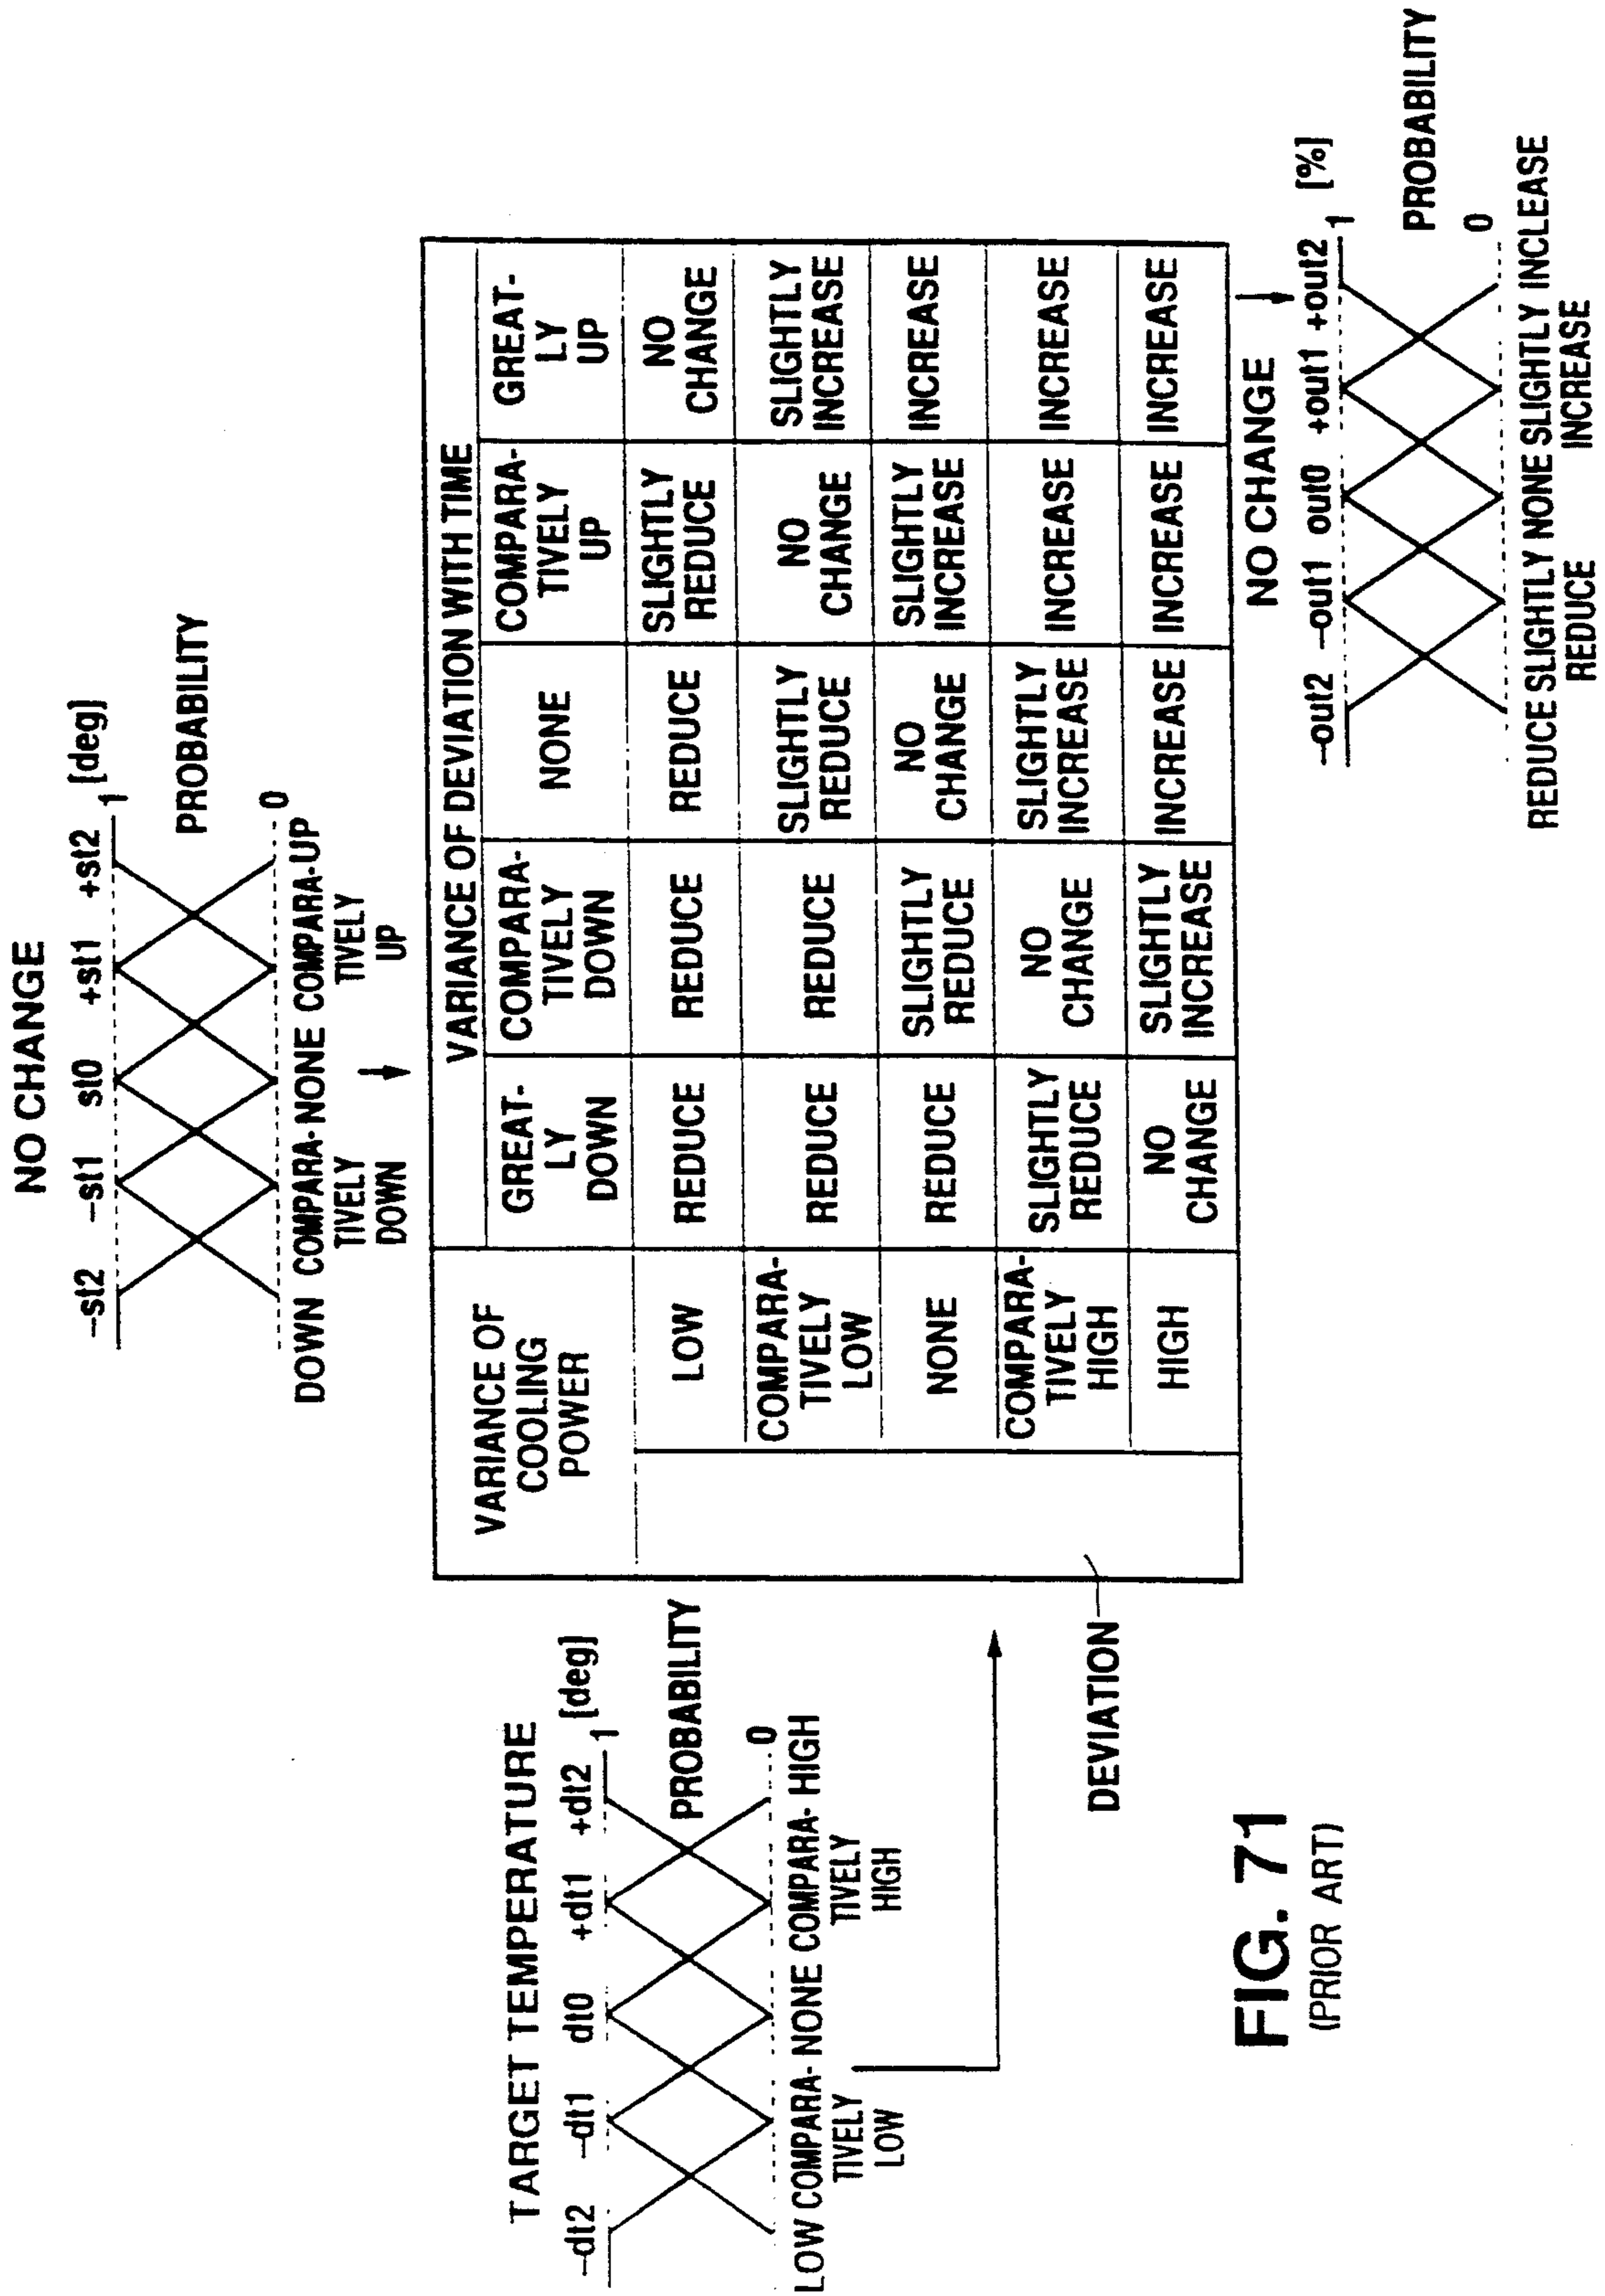 NO CHANGE
–st2 –st1 st0 +st1 +st2 [deg]
1
PROBABILITY
0
DOWN COMPARA- NONE COMPARA- UP
TIVELY TIVELY
DOWN UP
TARGET TEMPERATURE
–dt2 –dt1 dt0 +dt1 +dt2 [deg]
1
PROBABILITY
0
LOW COMPARA- NONE COMPARA- HIGH
TIVELY TIVELY
LOW HIGH
DEVIATION
VARIANCE OF
COOLING
POWER
VARIANCE OF DEVIATION WITH TIME
GREAT-
LY
DOWN
COMPARA-
TIVELY
DOWN
NONE
COMPARA-
TIVELY
UP
GREAT-
LY
UP
LOW
REDUCE
REDUCE
REDUCE
SLIGHTLY
REDUCE
NO
CHANGE
COMPARA-
TIVELY
LOW
REDUCE
REDUCE
SLIGHTLY
REDUCE
NO
CHANGE
SLIGHTLY
INCREASE
NONE
REDUCE
SLIGHTLY
REDUCE
NO
CHANGE
SLIGHTLY
INCREASE
INCREASE
COMPARA-
TIVELY
HIGH
SLIGHTLY
REDUCE
NO
CHANGE
SLIGHTLY
INCREASE
INCREASE
INCREASE
HIGH
NO
CHANGE
SLIGHTLY
INCREASE
INCREASE
INCREASE
INCREASE
NO CHANGE
–out2 –out1 out0 +out1 +out2 [%]
1
PROBABILITY
0
REDUCE SLIGHTLY NONE SLIGHTLY INCLEASE
REDUCE INCREASE
FIG. 71
(PRIOR ART)